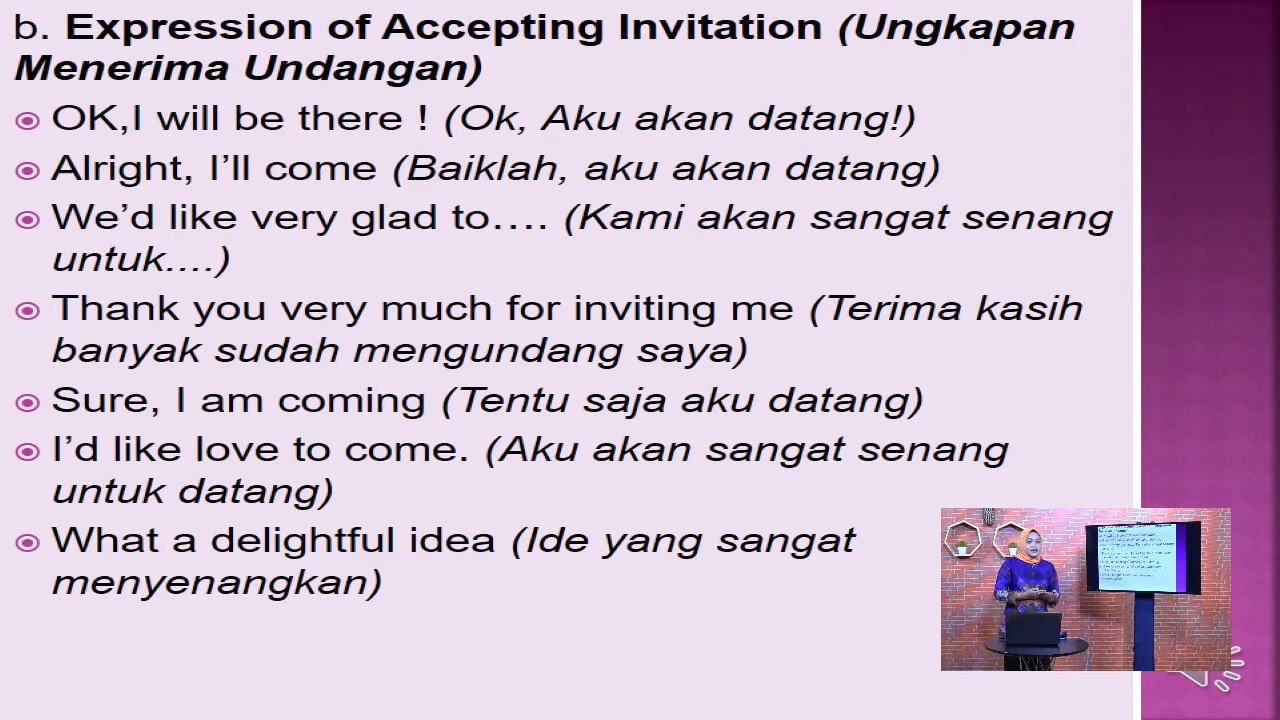 b. Expression of Accepting Invitation (Ungkapan
Menerima Undangan)
OK,I will be there ! (Ok, Aku akan datang!)
Alright, I’ll come (Baiklah, aku akan datang)
We’d like very glad to…. (Kami akan sangat senang
untuk....)
Thank you very much for inviting me (Terima kasih
banyak sudah mengundang saya)
Sure, I am coming (Tentu saja aku datang)
I’d like love to come. (Aku akan sangat senang
untuk datang)
What a delightful idea (Ide yang sangat
menyenangkan)